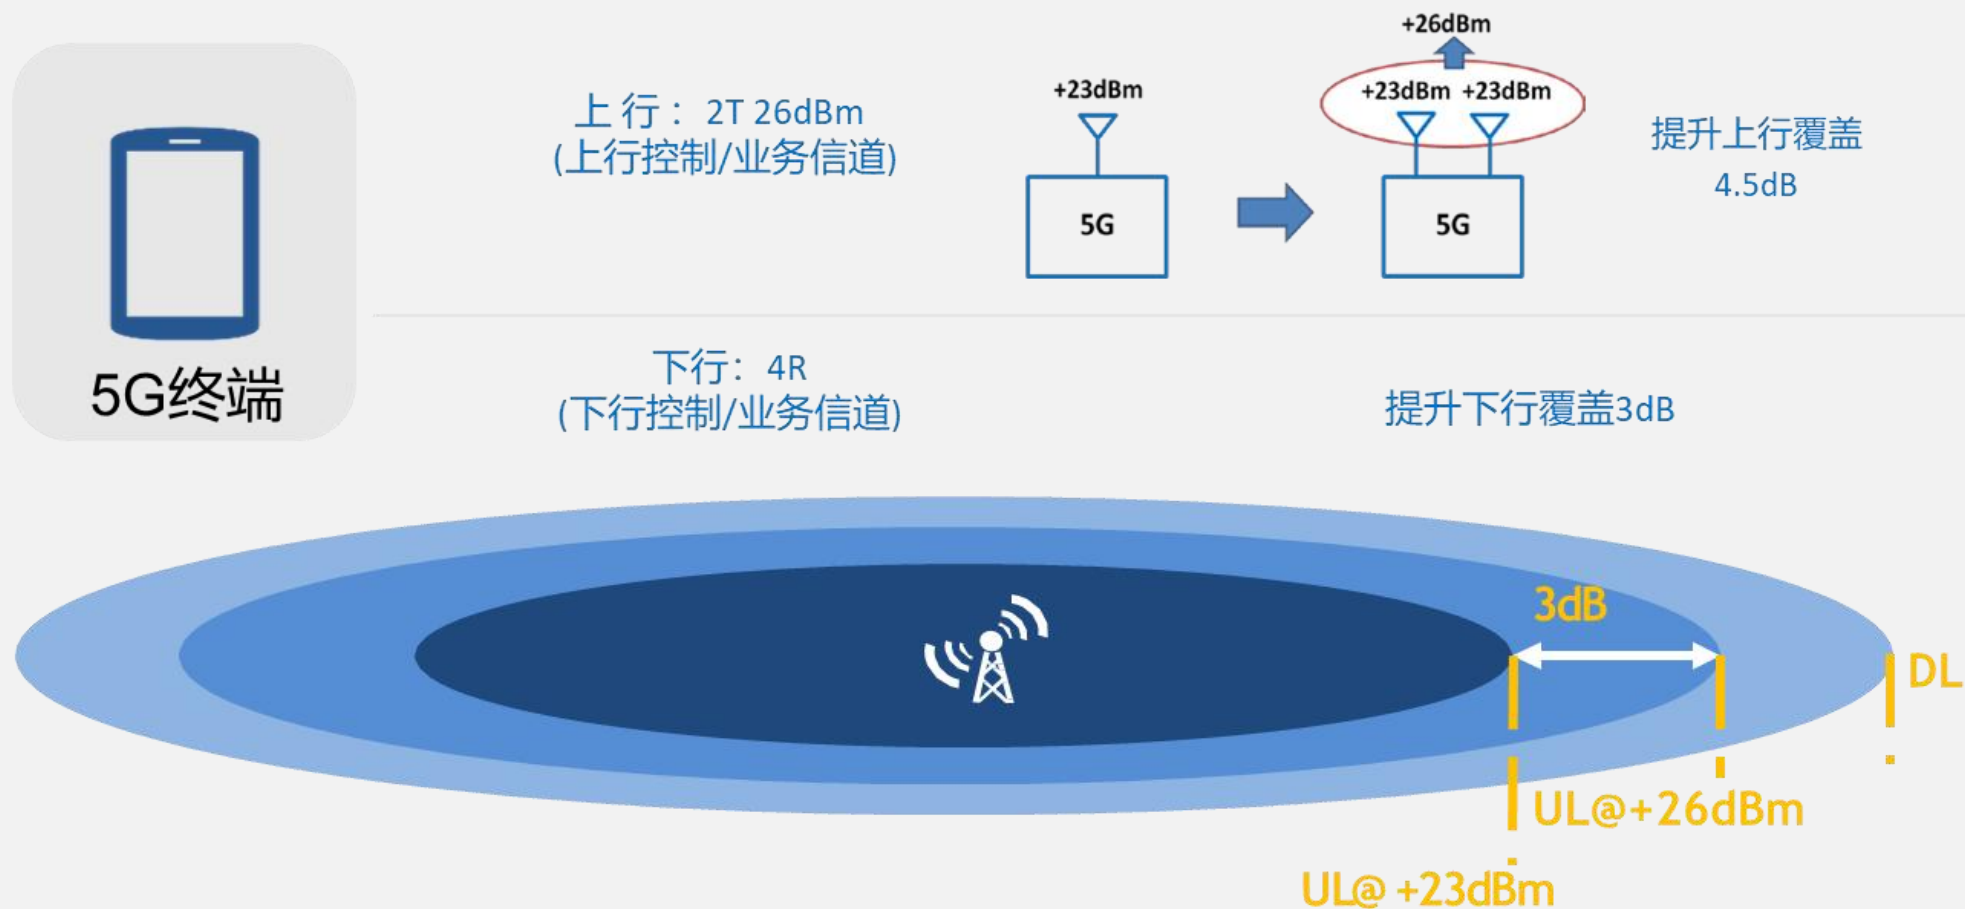 5G终端
上 行 ：2T 26dBm
(上行控制/业务信道)
+23dBm
5G
+26dBm
+23dBm +23dBm
5G
提升上行覆盖
4.5dB
下行：4R
(下行控制/业务信道)
提升下行覆盖3dB
3dB
DL
UL@+26dBm
UL@ +23dBm